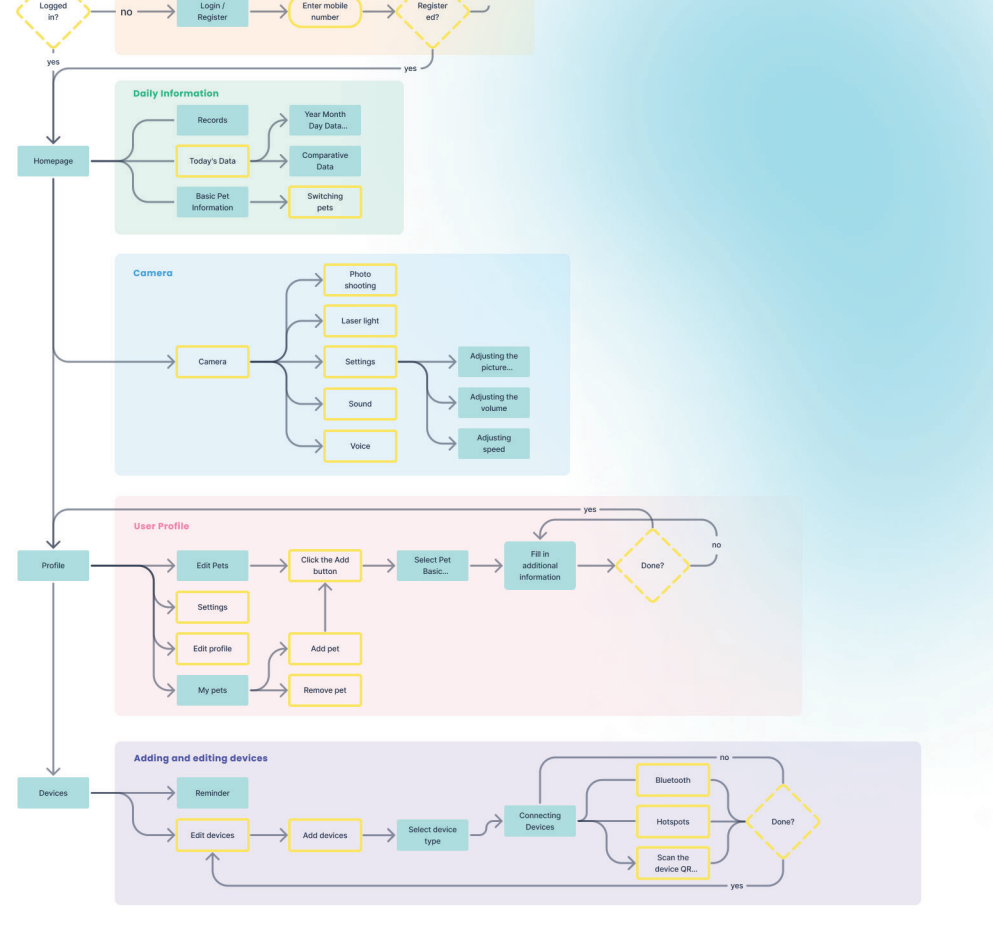 Logged
in?
no
Login /
Register
Enter mobile
number
Register
ed?
yes
yes
Daily Information
Records
Year Month
Day Data...
Homepage
Today's Data
Comparative
Data
Basic Pet
Information
Switching
pets
Camera
Photo
shooting
Laser light
Camera
Settings
Adjusting the
picture...
Sound
Adjusting the
volume
Voice
Adjusting
speed
yes
User Profile
no
Profile
Edit Pets
Click the Add
button
Select Pet
Basic...
Fill in
additional
information
Done?
Settings
Edit profile
Add pet
My pets
Remove pet
Adding and editing devices
no
Devices
Reminder
Bluetooth
Edit devices
Add devices
Select device
type
Connecting
Devices
Hotspots
Done?
Scan the
device QR...
yes